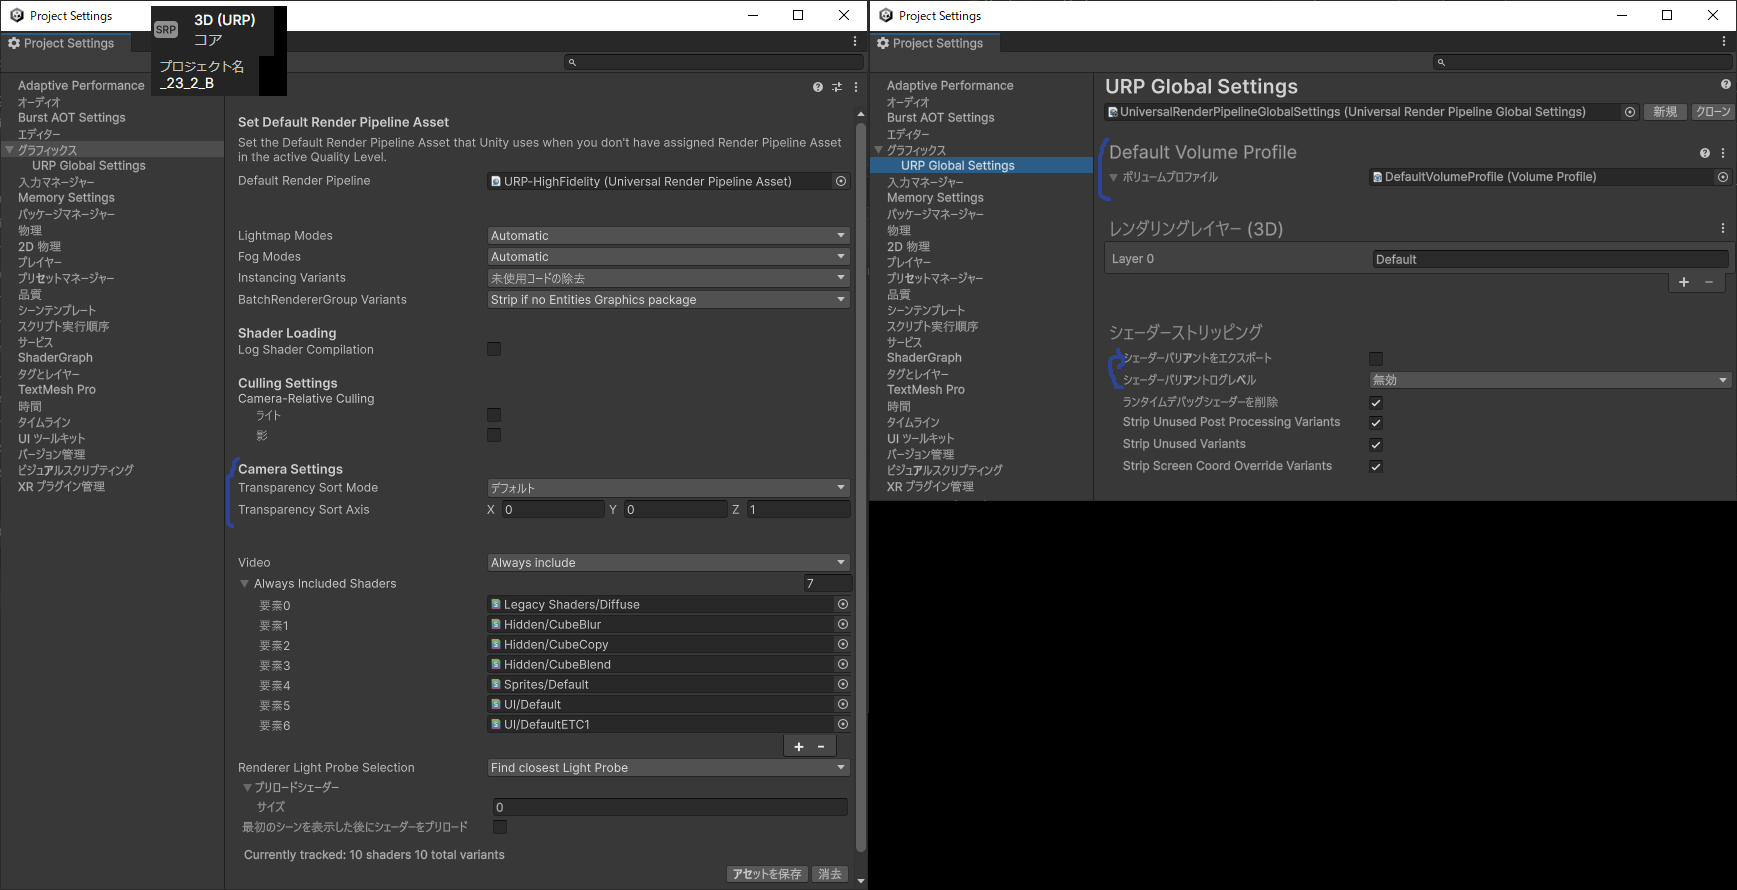 Project Settings
SRP
3D (URP)
コア
プロジェクト名
_23_2_B
Project Settings
Adaptive Performance
オーディオ
Burst AOT Settings
エディター
グラフィックス
URP Global Settings
入力マネージャー
Memory Settings
パッケージマネージャー
物理
2D 物理
プレイヤー
プリセットマネージャー
品質
シーンテンプレート
スクリプト実行順序
サービス
ShaderGraph
タグとレイヤー
TextMesh Pro
時間
タイムライン
UI ツールキット
バージョン管理
ビジュアルスクリプティング
XR プラグイン管理
Set Default Render Pipeline Asset
Set the Default Render Pipeline Asset that Unity uses when you don't have assigned Render Pipeline Asset
in the active Quality Level.
Default Render Pipeline URP-HighFidelity (Universal Render Pipeline Asset)
Lightmap Modes Automatic
Fog Modes Automatic
Instancing Variants 未使用コードの除去
BatchRendererGroup Variants Strip if no Entities Graphics package
Shader Loading
Log Shader Compilation
Culling Settings
Camera-Relative Culling
ライト
影
Camera Settings
Transparency Sort Mode デフォルト
Transparency Sort Axis X 0 Y 0 Z 1
Video Always include
Always Included Shaders 7
要素0 Legacy Shaders/Diffuse
要素1 Hidden/CubeBlur
要素2 Hidden/CubeCopy
要素3 Hidden/CubeBlend
要素4 Sprites/Default
要素5 UI/Default
要素6 UI/DefaultETC1
+ -
Renderer Light Probe Selection Find closest Light Probe
プリロードシェーダー
サイズ 0
最初のシーンを表示した後にシェーダーをプリロード
Currently tracked: 10 shaders 10 total variants
アセットを保存 消去
Project Settings
Project Settings
Adaptive Performance
オーディオ
Burst AOT Settings
エディター
グラフィックス
URP Global Settings
入力マネージャー
Memory Settings
パッケージマネージャー
物理
2D 物理
プレイヤー
プリセットマネージャー
品質
シーンテンプレート
スクリプト実行順序
サービス
ShaderGraph
タグとレイヤー
TextMesh Pro
時間
タイムライン
UI ツールキット
バージョン管理
ビジュアルスクリプティング
XR プラグイン管理
URP Global Settings
UniversalRenderPipelineGlobalSettings (Universal Render Pipeline Global Settings) 新規 クローン
Default Volume Profile
ボリュームプロファイル DefaultVolumeProfile (Volume Profile)
レンダリングレイヤー (3D)
Layer 0 Default
+ -
シェーダーストリッピング
シェーダーバリアントをエクスポート
シェーダーバリアントログレベル 無効
ランタイムデバッグシェーダーを削除
Strip Unused Post Processing Variants
Strip Unused Variants
Strip Screen Coord Override Variants